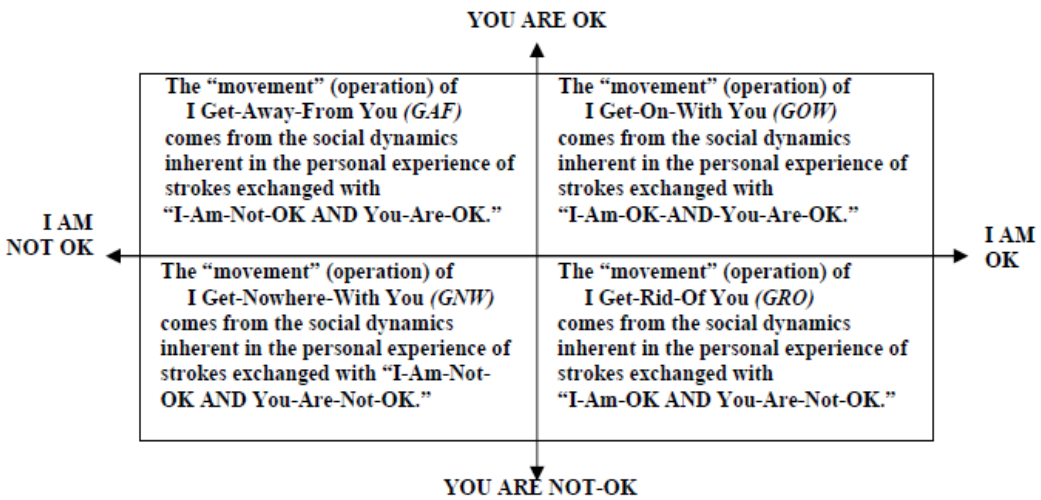 YOU ARE OK
The “movement” (operation) of
I Get-Away-From You (GAF)
comes from the social dynamics
inherent in the personal experience of
strokes exchanged with
“I-Am-Not-OK AND You-Are-OK.”
The “movement” (operation) of
I Get-On-With You (GOW)
comes from the social dynamics
inherent in the personal experience of
strokes exchanged with
“I-Am-OK-AND-You-Are-OK.”
I AM
NOT OK
I AM
OK
The “movement” (operation) of
I Get-Nowhere-With You (GNW)
comes from the social dynamics
inherent in the personal experience of
strokes exchanged with “I-Am-Not-
OK AND You-Are-Not-OK.”
The “movement” (operation) of
I Get-Rid-Of You (GRO)
comes from the social dynamics
inherent in the personal experience of
strokes exchanged with
“I-Am-OK AND You-Are-Not-OK.”
YOU ARE NOT-OK